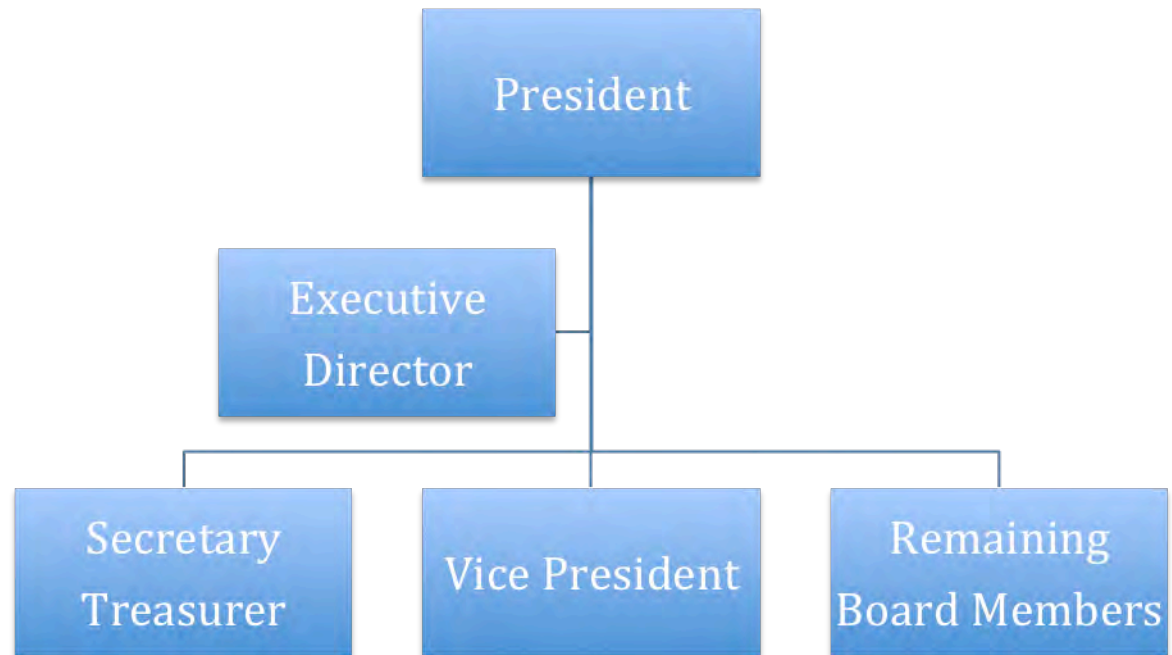 President
Executive
Director
Secretary
Treasurer
Vice President
Remaining
Board Members